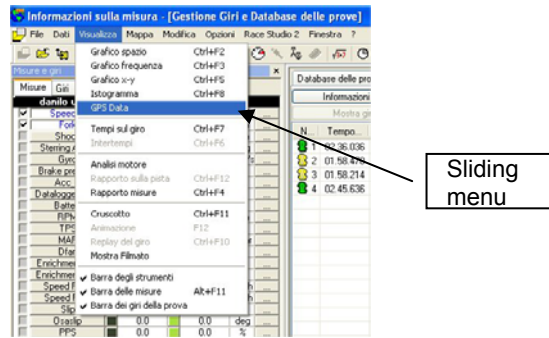 Informazioni sulla misura - [Gestione Giri e Database delle prove]
File Dati Visualizza Mappa Modifica Opzioni Race Studio 2 Finestra ?
Misure e giri
Misure Giri
danilo
Grafico spazio Ctrl+F2
Grafico frequenza Ctrl+F3
Grafico x-y Ctrl+F5
Istogramma Ctrl+F8
GPS Data
Tempi sul giro Ctrl+F7
Intertempi Ctrl+F6
Analisi motore
Rapporto sulla pista Ctrl+F12
Rapporto misure Ctrl+F4
Cruscotto Ctrl+F11
Animazione F12
Replay del giro Ctrl+F10
Mostra Filmato
Barra degli strumenti
Barra delle misure Alt+F11
Barra dei giri della prova
Speed
Fork
Shoc
Sterring A
Gyro
Brake pre
Acc
Datalogge
Batte
RPM
TPS
MAF
Dfar
Enrichmer
Enrichmer
Speed F
Speed F
Slip
Osaslip 0.0 0.0 deg ...
PPS 0.0 0.0 % ...
Database delle pro
Informazioni
Mostra gi
N... Tempo...
1 02.36.036
2 01.58.478
3 01.58.214
4 02.45.636
Sliding
menu